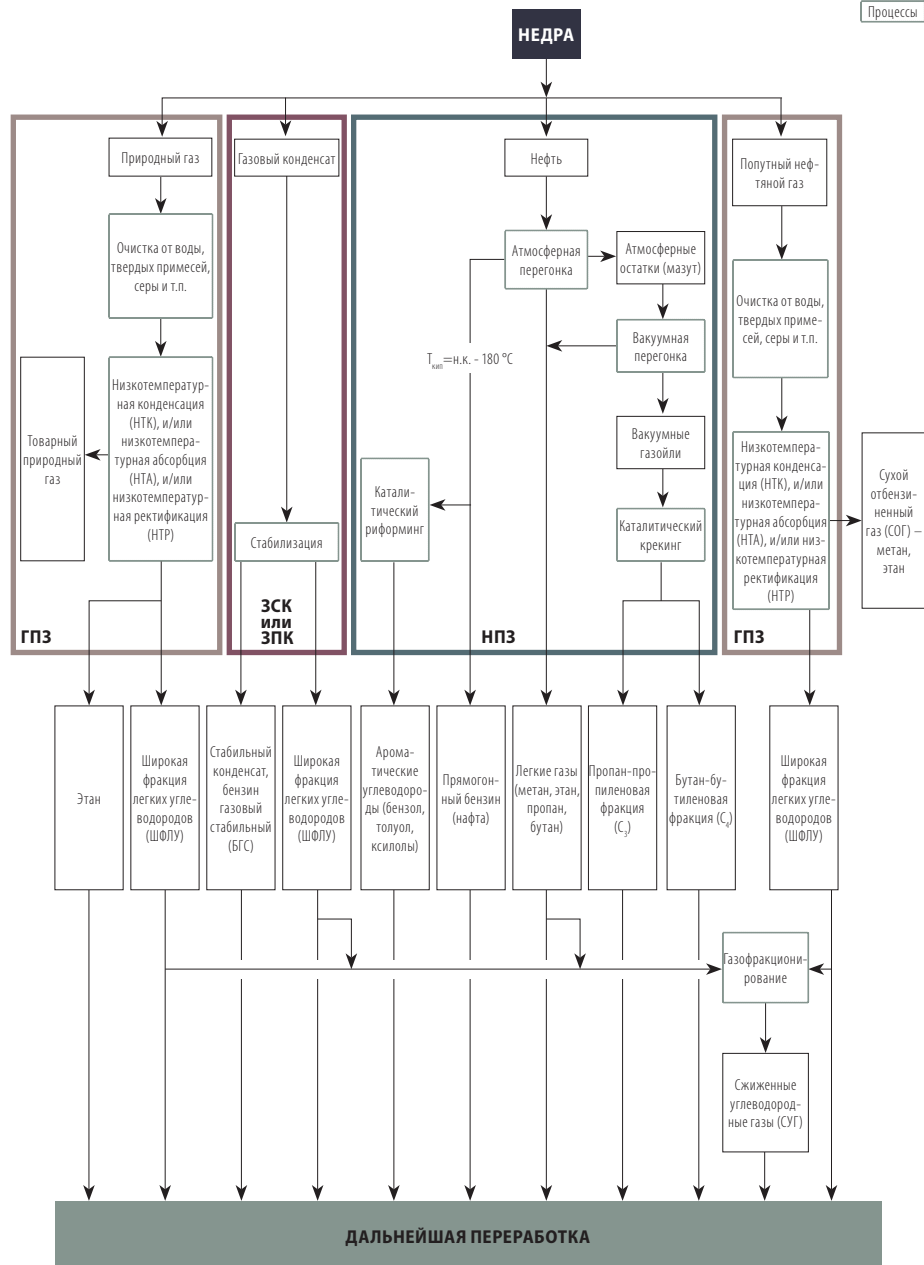 Процессы
НЕДРА
Природный газ
Газовый конденсат
Нефть
Попутный неф-
тяной газ
Очистка от воды,
твердых примесей,
серы и т.п.
Атмосферная
перегонка
Атмосферные
остатки (мазут)
Очистка от воды,
твердых приме-
сей, серы и т.п.
T кип=н.к. - 180 °C
Вакуумная
перегонка
Товарный
природный
газ
Низкотемператур-
ная конденсация
(НТК), и/или
низкотемпера-
турная абсорбция
(НТА), и/или
низкотемператур-
ная ректификация
(НТР)
Вакуумные
газойли
Каталити-
ческий
риформинг
Стабилизация
Каталитический
крекинг
Низкотемпера-
турная конденса-
ция (НТК), и/или
низкотемпера-
турная абсорбция
(НТА), и/или низ-
котемпературная
ректификация
(НТР)
Сухой
отбензи-
ненный
газ (СОГ) –
метан,
этан
ГПЗ
ЗСК
или
ЗПК
НПЗ
ГПЗ
Этан
Широкая
фракция
легких угле-
водородов
(ШФЛУ)
Стабильный
конденсат,
бензин
газовый
стабильный
(БГС)
Широкая
фракция
легких угле-
водородов
(ШФЛУ)
Арома-
тические
углеводоро-
ды (бензол,
толуол,
ксилолы)
Прямогон-
ный бензин
(нафта)
Легкие газы
(метан, этан,
пропан,
бутан)
Пропан-про-
пиленовая
фракция
(C3)
Бутан-бу-
тиленовая
фракция (C4)
Широкая
фракция
легких угле-
водородов
(ШФЛУ)
Газофракциони-
рование
Сжиженные
углеводород-
ные газы (СУГ)
ДАЛЬНЕЙШАЯ ПЕРЕРАБОТКА